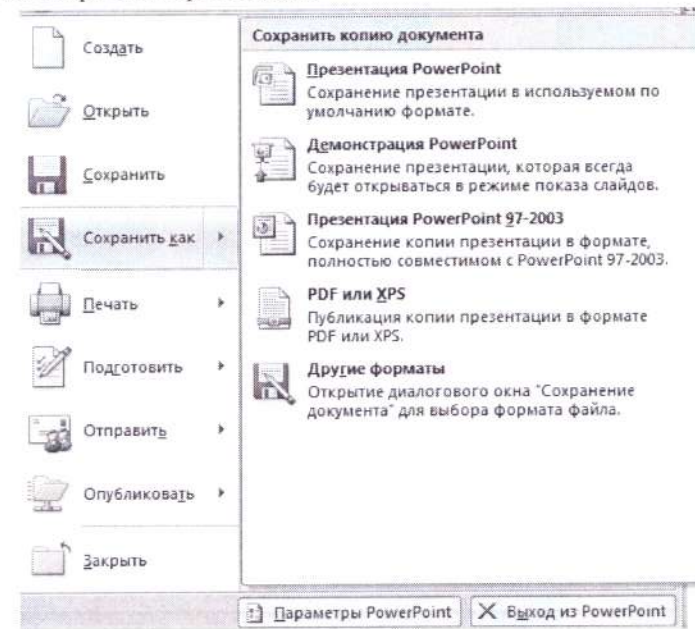 Создать
Открыть
Сохранить
Сохранить как
Печать
Подготовить
Отправить
Опубликовать
Закрыть
Сохранить копию документа
Презентация PowerPoint
Сохранение презентации в используемом по
умолчанию формате.
Демонстрация PowerPoint
Сохранение презентации, которая всегда
будет открываться в режиме показа слайдов.
Презентация PowerPoint 97-2003
Сохранение копии презентации в формате,
полностью совместимом с PowerPoint 97-2003.
PDF или XPS
Публикация копии презентации в формате
PDF или XPS.
Другие форматы
Открытие диалогового окна "Сохранение
документа" для выбора формата файла.
Параметры PowerPoint
Выход из PowerPoint